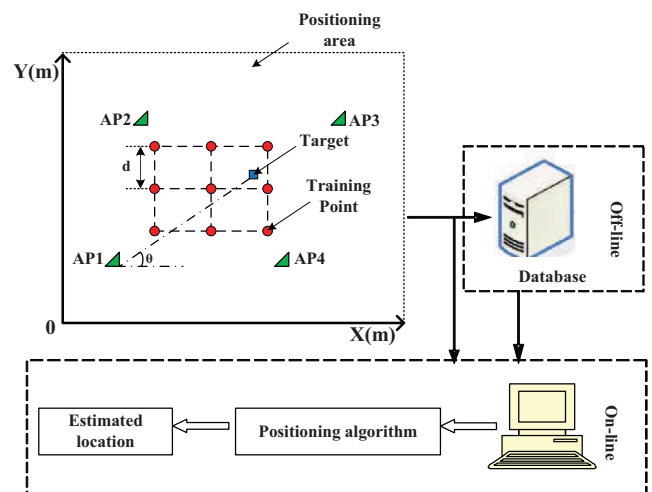 Positioning
area
Y(m)
AP2
AP3
d
Target
Training
Point
AP1
θ
AP4
0
X(m)
Database
Off-line
Estimated
location
Positioning algorithm
On-line